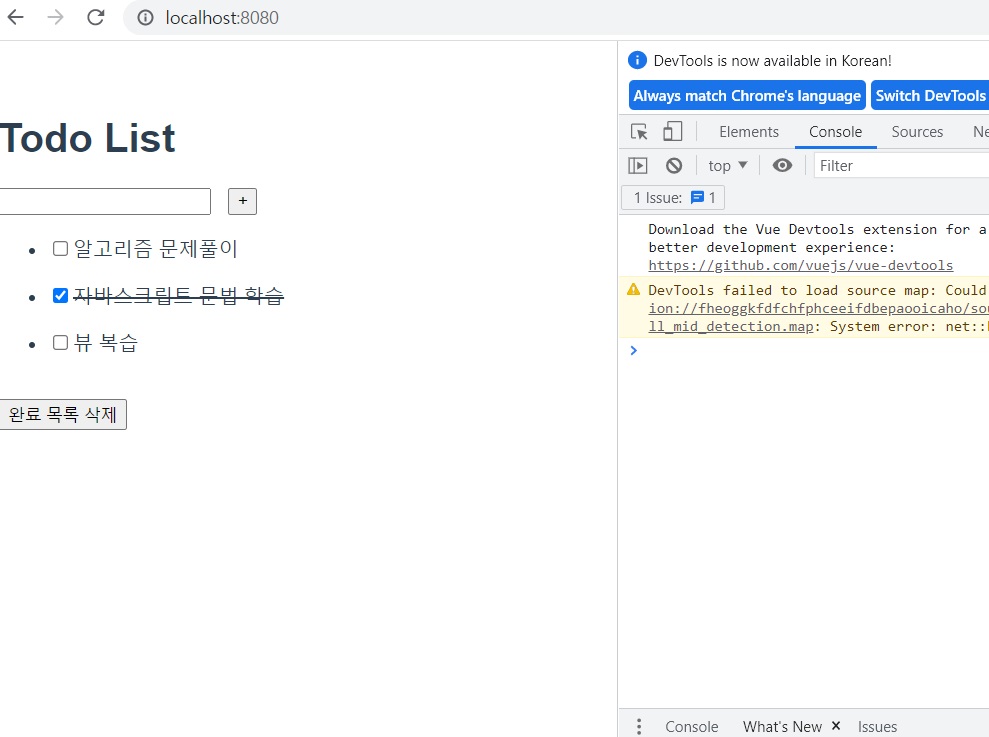 localhost:8080
Todo List
+
알고리즘 문제풀이
자바스크립트 문법 학습
뷰 복습
완료 목록 삭제
DevTools is now available in Korean!
Always match Chrome's language Switch DevTools
Elements Console Sources Ne
top Filter
1 Issue: 1
Download the Vue Devtools extension for a
better development experience:
https://github.com/vuejs/vue-devtools
DevTools failed to load source map: Could
ion://fheoggkfdfchfphceeifdbepaooicaho/sou
ll_mid_detection.map: System error: net::
Console What's New Issues